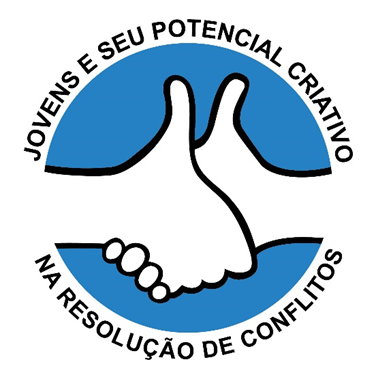 JOVENS E SEU POTENCIAL CRIATIVO
NA RESOLUÇÃO DE CONFLITOS